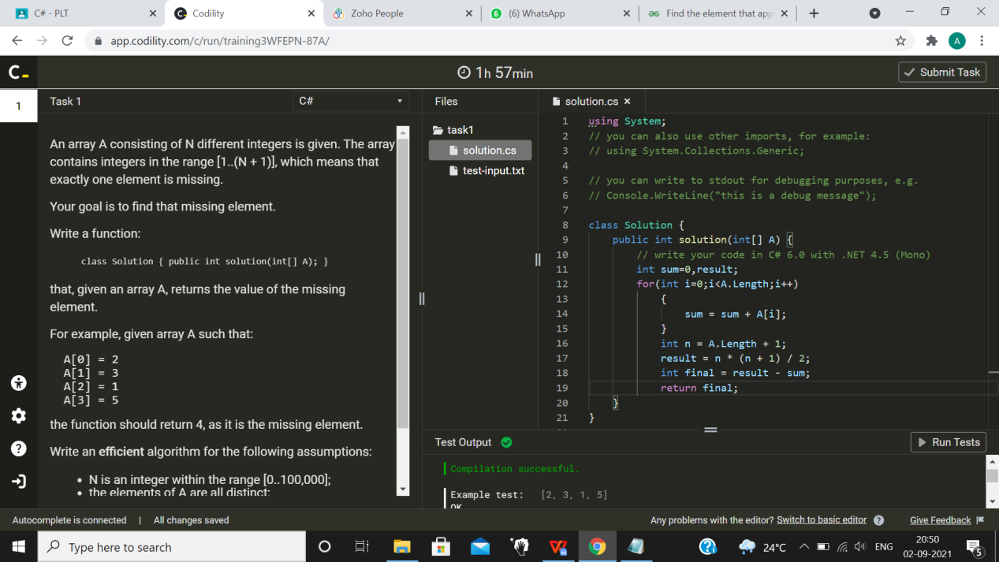 C# - PLT
Codility
Zoho People
(6) WhatsApp
Find the element that app
app.codility.com/c/run/training3WFEPN-87A/
A
1h 57min
Submit Task
1
Task 1
C#
Files
solution.cs
task1
solution.cs
test-input.txt
An array A consisting of N different integers is given. The array
contains integers in the range [1..(N + 1)], which means that
exactly one element is missing.
Your goal is to find that missing element.
Write a function:
class Solution { public int solution(int[] A); }
that, given an array A, returns the value of the missing
element.
For example, given array A such that:
A[0] = 2
A[1] = 3
A[2] = 1
A[3] = 5
the function should return 4, as it is the missing element.
Write an efficient algorithm for the following assumptions:
• N is an integer within the range [0..100,000];
• the elements of A are all distinct;
1 using System;
2 // you can also use other imports, for example:
3 // using System.Collections.Generic;
4
5 // you can write to stdout for debugging purposes, e.g.
6 // Console.WriteLine("this is a debug message");
7
8 class Solution {
9 public int solution(int[] A) {
10 // write your code in C# 6.0 with .NET 4.5 (Mono)
11 int sum=0,result;
12 for(int i=0;i<A.Length;i++)
13 {
14 sum = sum + A[i];
15 }
16 int n = A.Length + 1;
17 result = n * (n + 1) / 2;
18 int final = result - sum;
19 return final;
20 }
21 }
Test Output
Run Tests
Compilation successful.
Example test: [2, 3, 1, 5]
OK
Autocomplete is connected | All changes saved
Any problems with the editor? Switch to basic editor ?
Give Feedback
Type here to search
24°C
ENG
20:50
02-09-2021
5